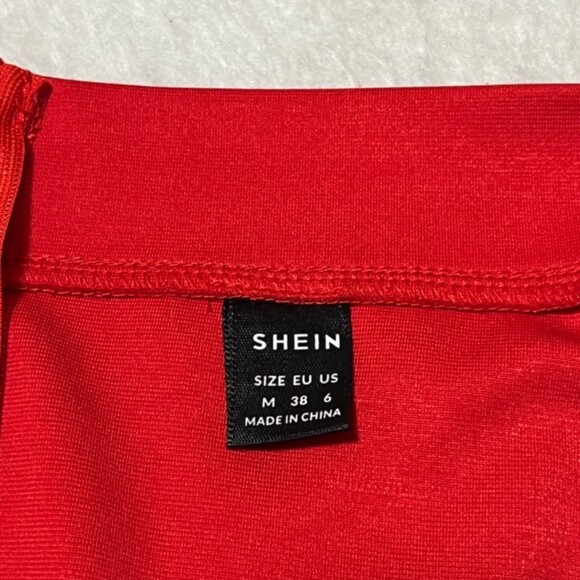 SHEIN
SIZE EU US
M 38 6
MADE IN CHINA